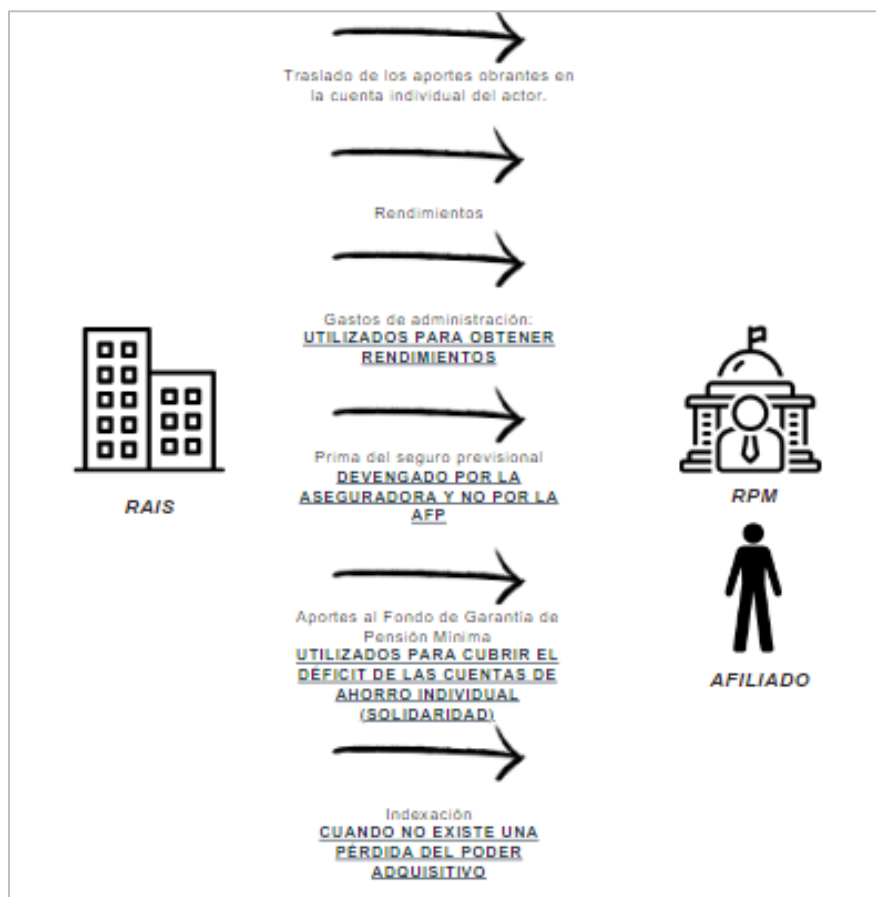 Traslado de los aportes obrantes en
la cuenta individual del actor.
Rendimientos
Gastos de administración:
UTILIZADOS PARA OBTENER
RENDIMIENTOS
Prima del seguro previsional
DEVENGADO POR LA
ASEGURADORA Y NO POR LA
AFP
Aportes al Fondo de Garantía de
Pensión Mínima
UTILIZADOS PARA CUBRIR EL
DÉFICIT DE LAS CUENTAS DE
AHORRO INDIVIDUAL
(SOLIDARIDAD)
Indexación
CUANDO NO EXISTE UNA
PÉRDIDA DEL PODER
ADQUISITIVO
RAIS
RPM
AFILIADO